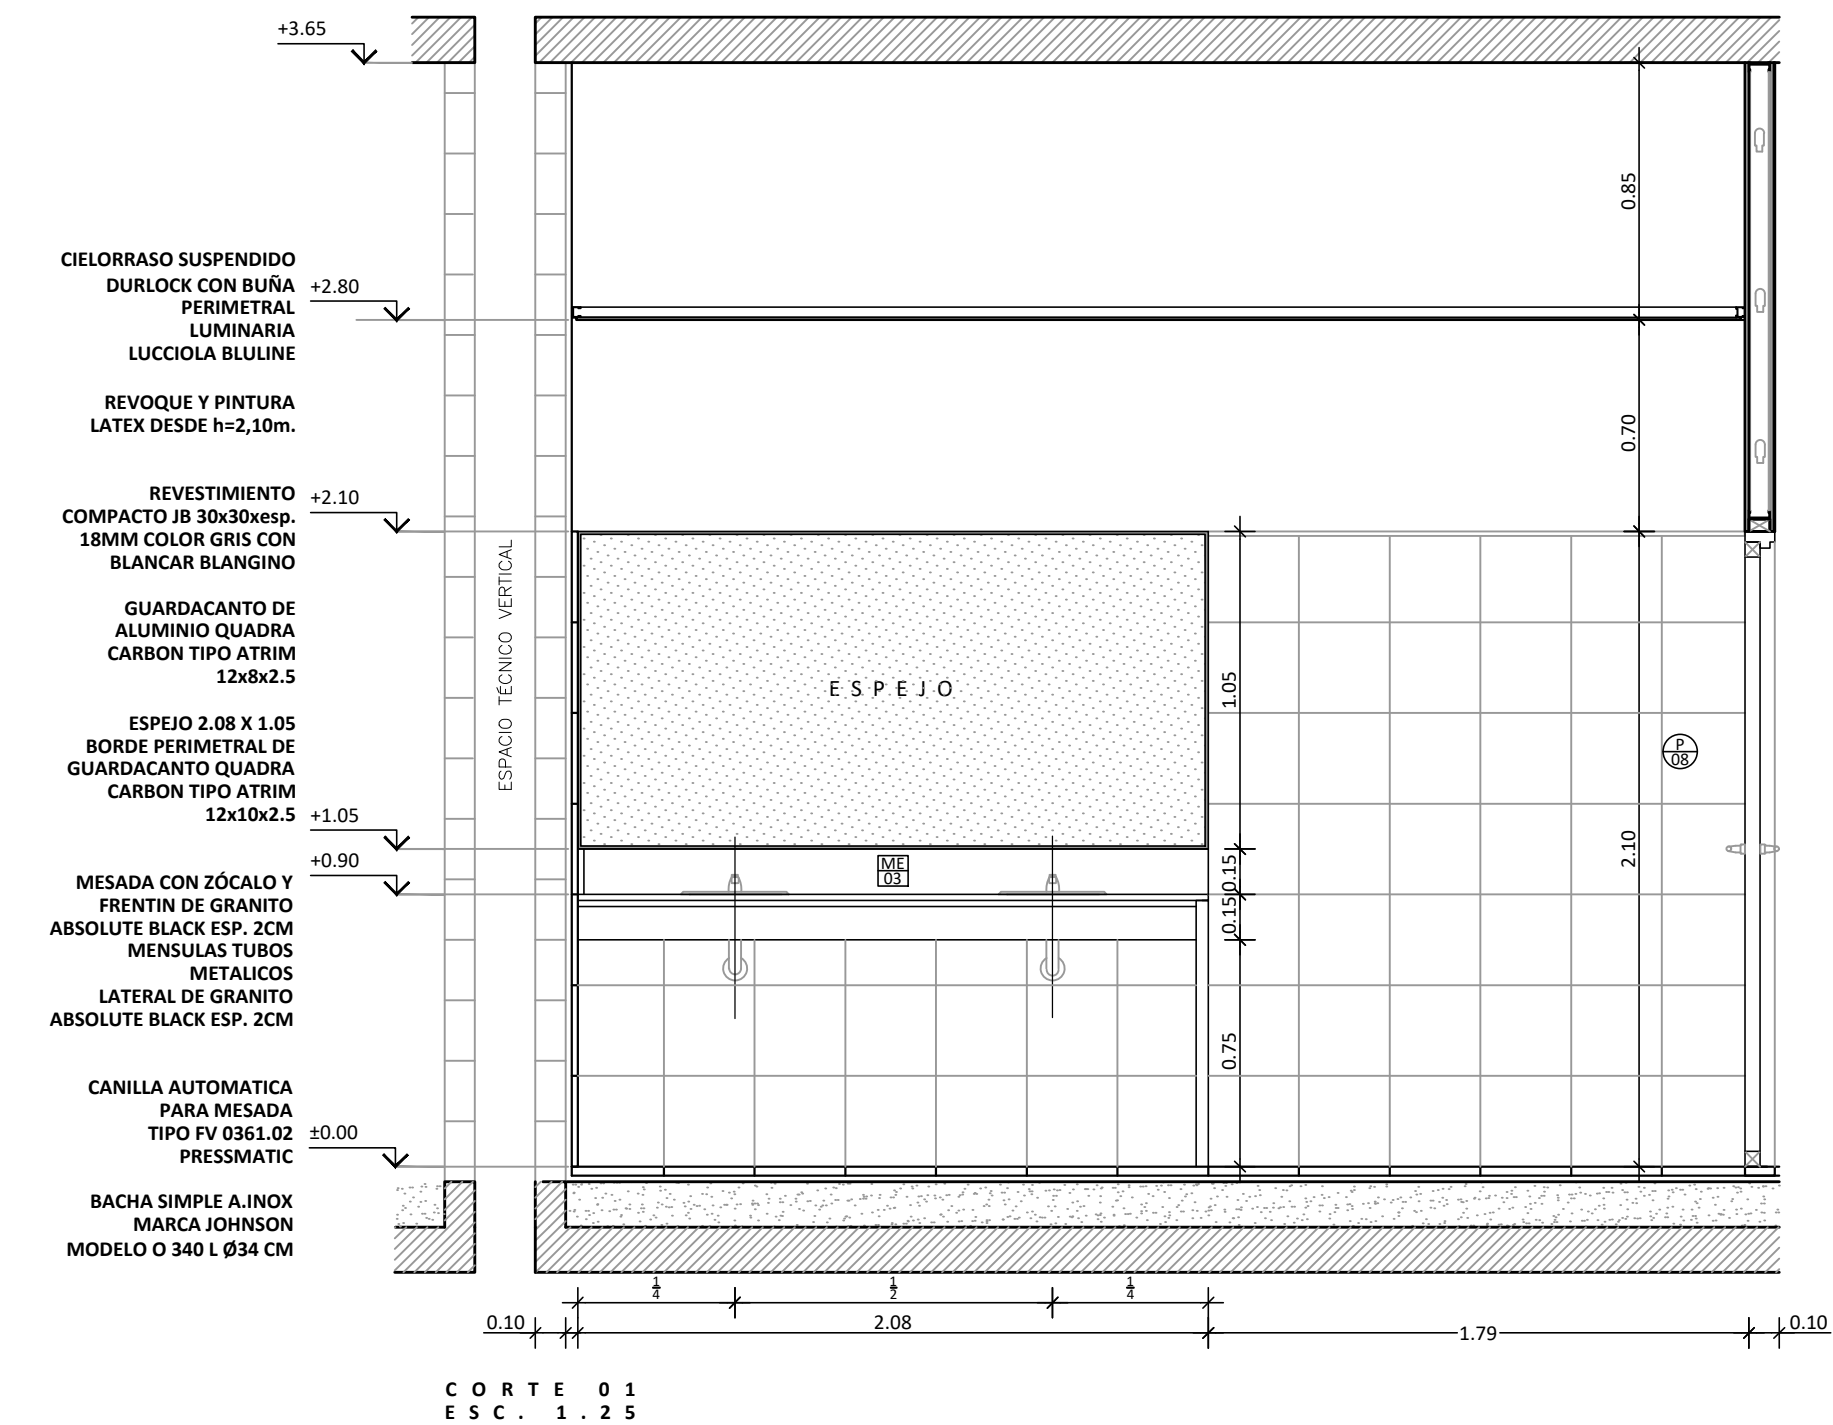 +3.65
0.85
CIELORRASO SUSPENDIDO
DURLOCK CON BUÑA
PERIMETRAL
LUMINARIA
LUCCIOLA BLULINE
+2.80
REVOQUE Y PINTURA
LATEX DESDE h=2,10m.
0.70
REVESTIMIENTO
COMPACTO JB 30x30xesp.
18MM COLOR GRIS CON
BLANCAR BLANGINO
+2.10
GUARDACANTO DE
ALUMINIO QUADRA
CARBON TIPO ATRIM
12x8x2.5
ESPACIO TÉCNICO VERTICAL
ESPEJO
1.05
P
08
ESPEJO 2.08 X 1.05
BORDE PERIMETRAL DE
GUARDACANTO QUADRA
CARBON TIPO ATRIM
12x10x2.5
+1.05
+0.90
ME
03
0.15
0.15
2.10
MESADA CON ZÓCALO Y
FRENTIN DE GRANITO
ABSOLUTE BLACK ESP. 2CM
MENSULAS TUBOS
METALICOS
LATERAL DE GRANITO
ABSOLUTE BLACK ESP. 2CM
0.75
CANILLA AUTOMATICA
PARA MESADA
TIPO FV 0361.02
PRESSMATIC
±0.00
BACHA SIMPLE A.INOX
MARCA JOHNSON
MODELO O 340 L Ø34 CM
1/4 1/2 1/4
0.10 2.08 1.79 0.10
CORTE 01
ESC. 1.25